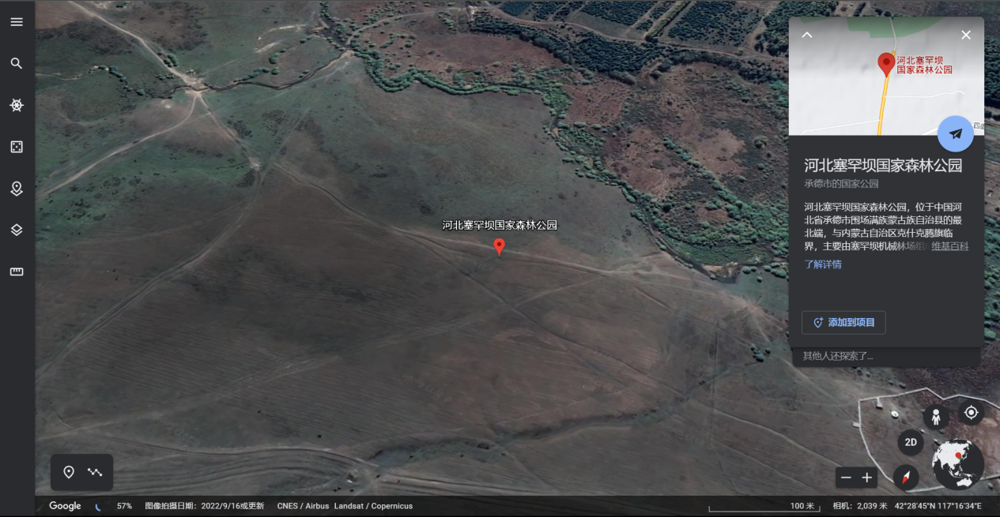 河北塞罕坝
国家森林公园
河北塞罕坝国家森林公园
承德市的国家公园
河北塞罕坝国家森林公园，位于中国河
北省承德市围场满族蒙古族自治县的最
北端，与内蒙古自治区克什克腾旗临
界，主要由塞罕坝机械林场组 维基百科
了解详情
添加到项目
其他人还探索了...
河北塞罕坝国家森林公园
2D
Google 57% 图像拍摄日期：2022/9/16或更新 CNES / Airbus Landsat / Copernicus 100 米 相机：2,039 米 42°28'45"N 117°16'34"E